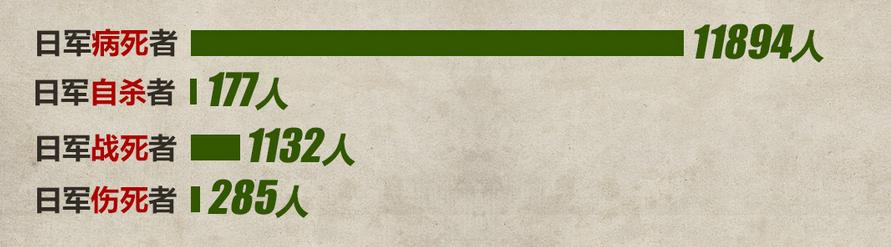 日军病死者 11894人
日军自杀者 177人
日军战死者 1132人
日军伤死者 285人